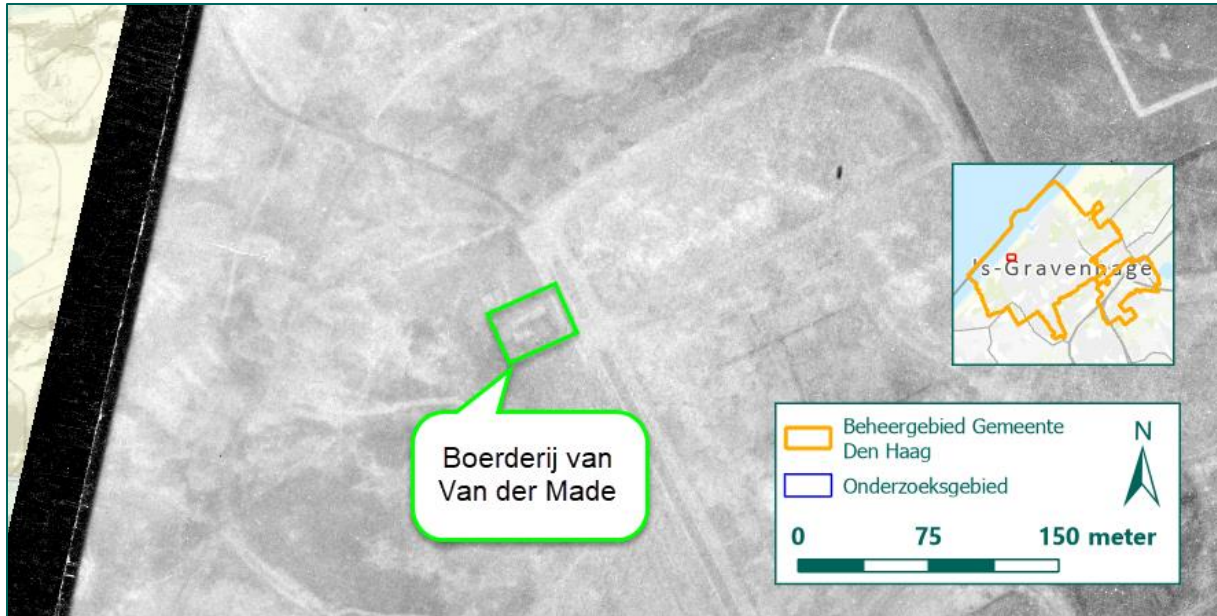 's-Gravenhage
Boerderij van
Van der Made
Beheergebied Gemeente
Den Haag
Onderzoeksgebied
N
0 75 150 meter